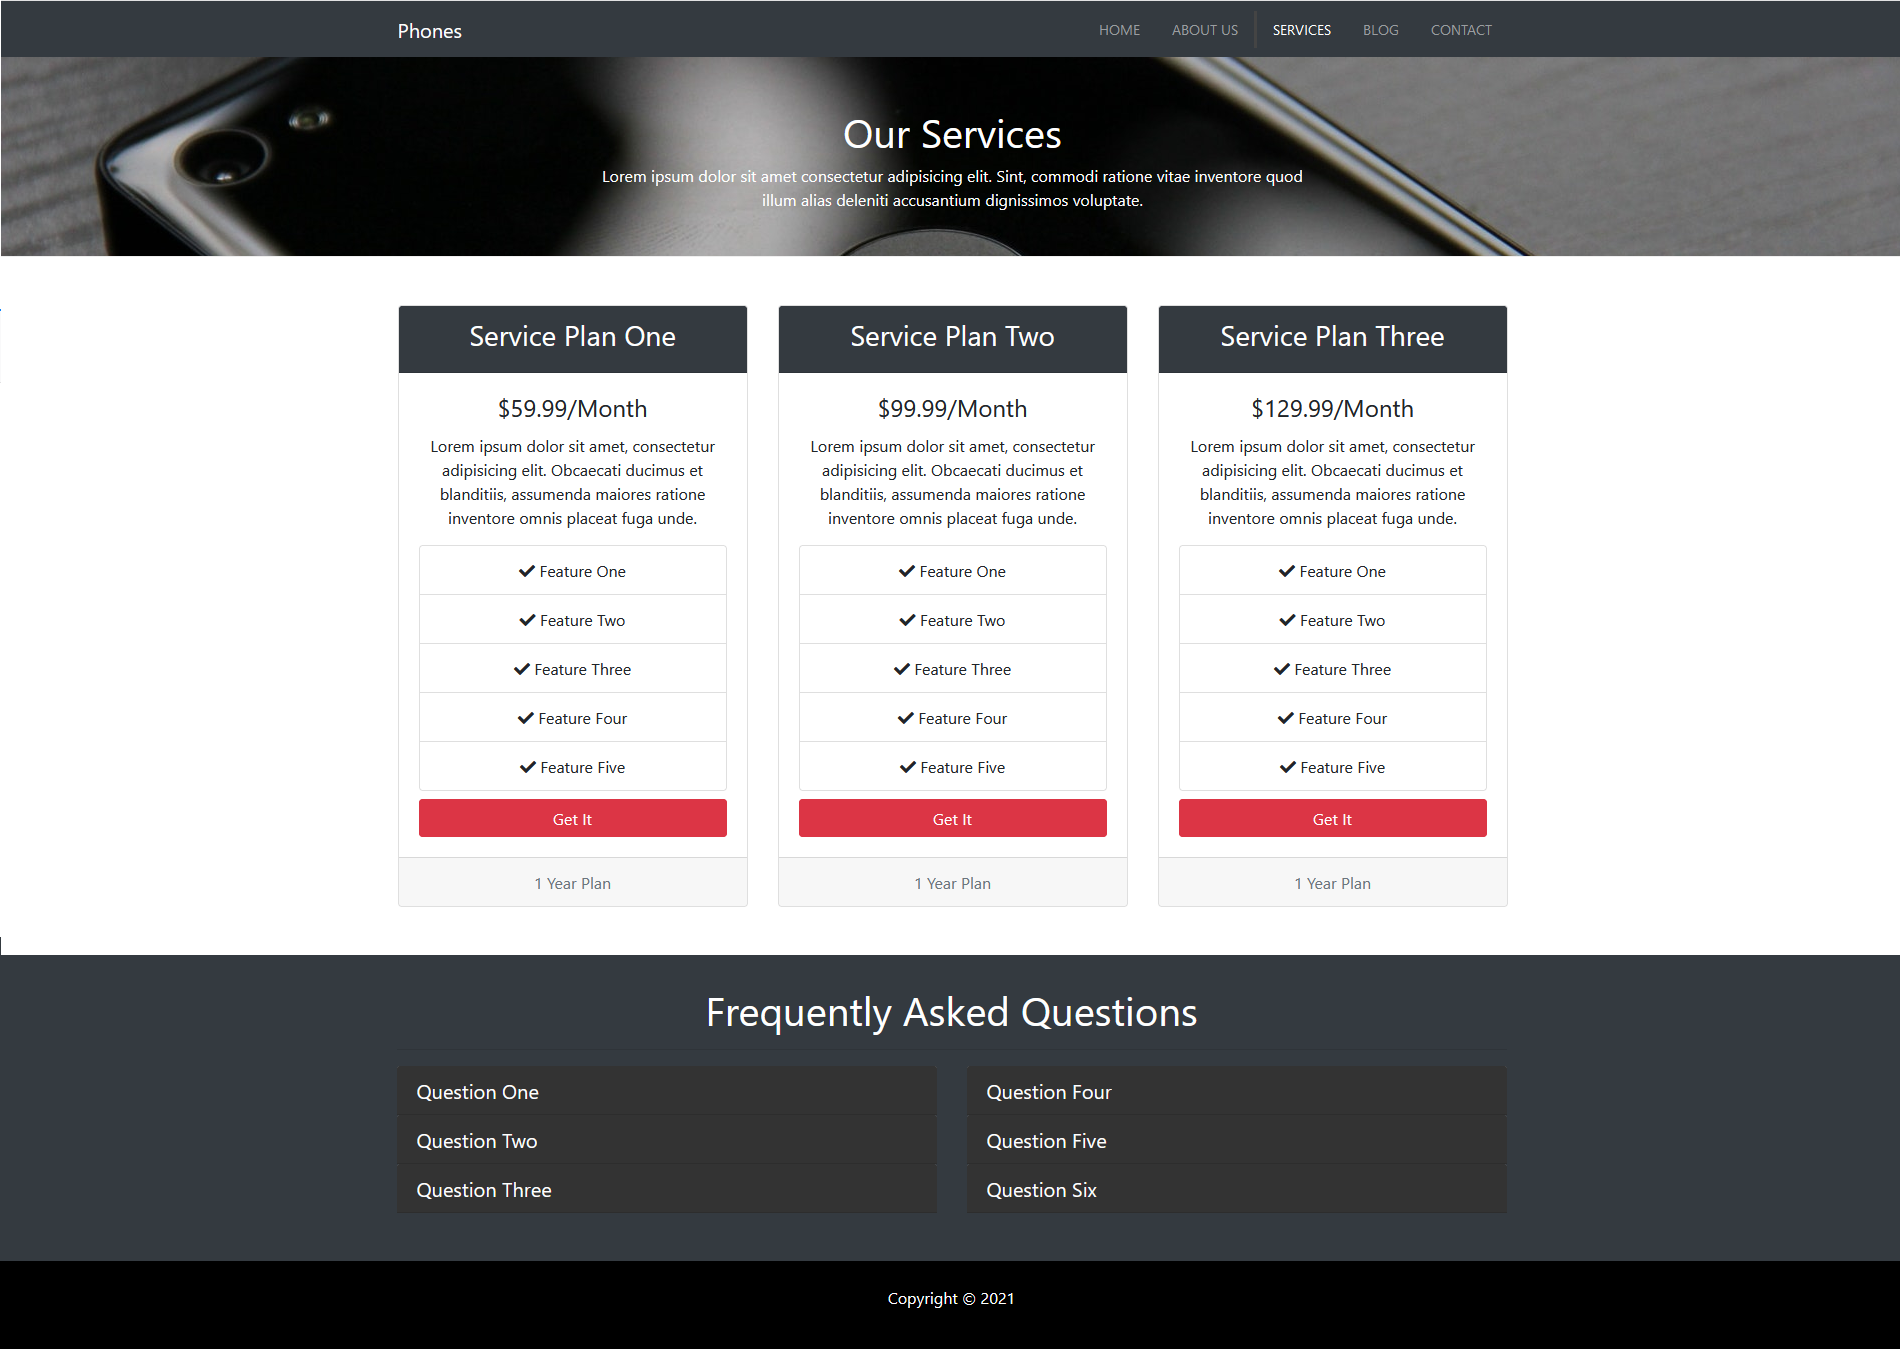 Phones
HOME ABOUT US SERVICES BLOG CONTACT
Our Services
Lorem ipsum dolor sit amet consectetur adipisicing elit. Sint, commodi ratione vitae inventore quod
illum alias deleniti accusantium dignissimos voluptate.
Service Plan One
$59.99/Month
Lorem ipsum dolor sit amet, consectetur
adipisicing elit. Obcaecati ducimus et
blanditiis, assumenda maiores ratione
inventore omnis placeat fuga unde.
Feature One
Feature Two
Feature Three
Feature Four
Feature Five
Get It
1 Year Plan
Service Plan Two
$99.99/Month
Lorem ipsum dolor sit amet, consectetur
adipisicing elit. Obcaecati ducimus et
blanditiis, assumenda maiores ratione
inventore omnis placeat fuga unde.
Feature One
Feature Two
Feature Three
Feature Four
Feature Five
Get It
1 Year Plan
Service Plan Three
$129.99/Month
Lorem ipsum dolor sit amet, consectetur
adipisicing elit. Obcaecati ducimus et
blanditiis, assumenda maiores ratione
inventore omnis placeat fuga unde.
Feature One
Feature Two
Feature Three
Feature Four
Feature Five
Get It
1 Year Plan
Frequently Asked Questions
Question One
Question Two
Question Three
Question Four
Question Five
Question Six
Copyright © 2021